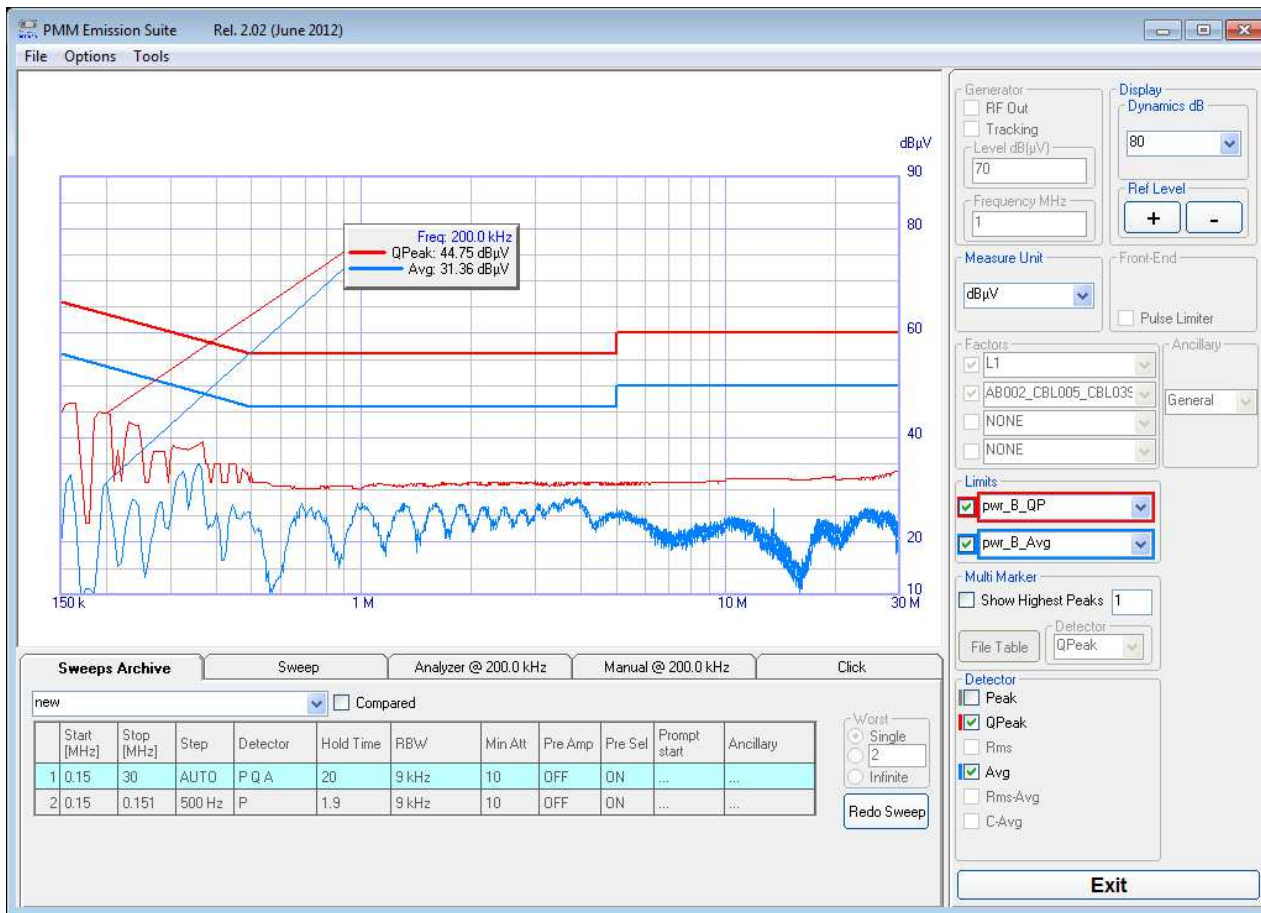 PMM Emission Suite Rel. 2.02 (June 2012)
File Options Tools
dBµV
90
80
60
40
20
10
150 k
1 M
10 M
30 M
Freq: 200.0 kHz
QPeak: 44.75 dBµV
Avg: 31.36 dBµV
Generator
RF Out
Tracking
Level dB(µV)
70
Frequency MHz
1
Display
Dynamics dB
80
Ref Level
+ -
Measure Unit
dBµV
Front-End
Pulse Limiter
Factors
L1
AB002_CBL005_CBL039
NONE
NONE
Ancillary
General
Limits
pwr_B_QP
pwr_B_Avg
Multi Marker
Show Highest Peaks 1
File Table
Detector
QPeak
Detector
Peak
QPeak
Rms
Avg
Rms-Avg
C-Avg
Exit
Sweeps Archive Sweep Analyzer @ 200.0 kHz Manual @ 200.0 kHz Click
new Compared
Start [MHz] Stop [MHz] Step Detector Hold Time RBW Min Att Pre Amp Pre Sel Prompt start Ancillary
1 0.15 30 AUTO P Q A 20 9 kHz 10 OFF ON ... ...
2 0.15 0.151 500 Hz P 1.9 9 kHz 10 OFF ON ... ...
Worst
Single
2
Infinite
Redo Sweep